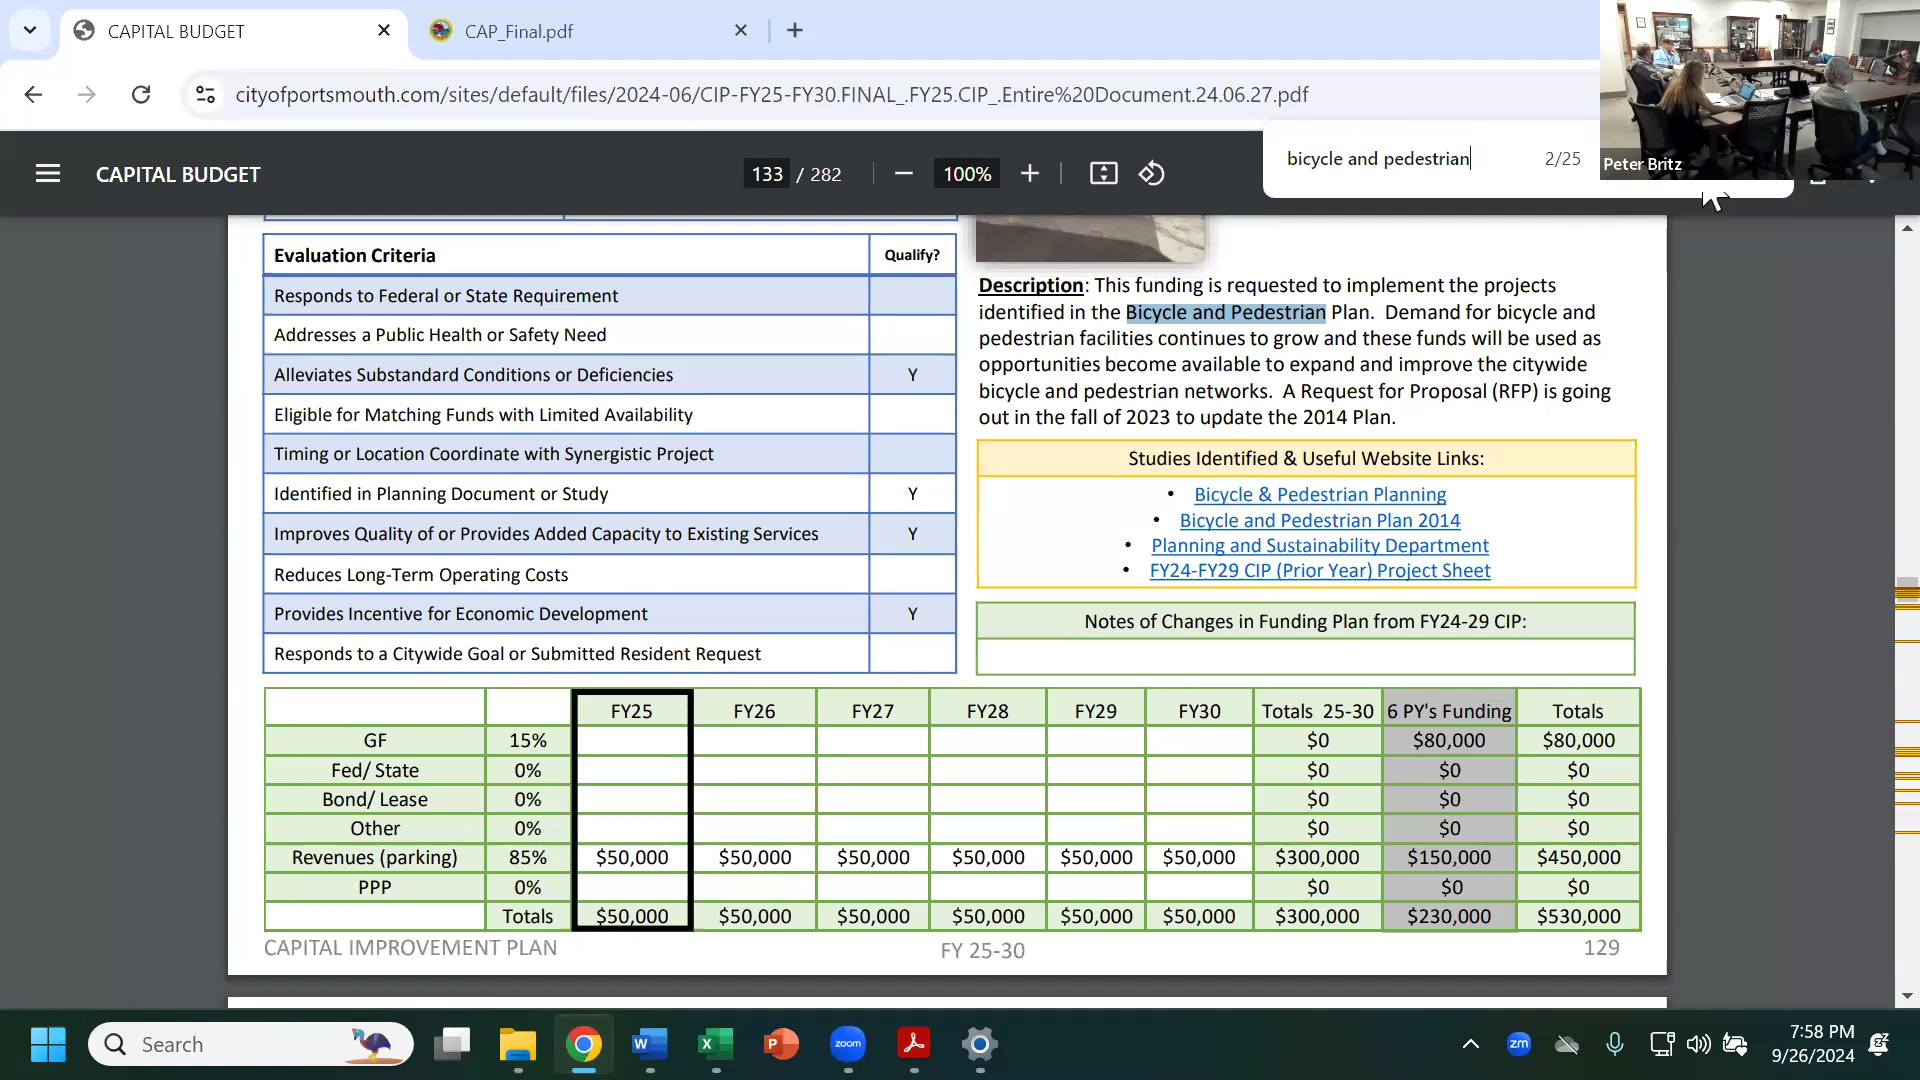 CAPITAL BUDGET
CAP_Final.pdf
cityofportsmouth.com/sites/default/files/2024-06/CIP-FY25-FY30.FINAL_.FY25.CIP_.Entire%20Document.24.06.27.pdf
CAPITAL BUDGET
133 / 282
100%
bicycle and pedestrian
2/25
Peter Britz
Evaluation Criteria Qualify?
Responds to Federal or State Requirement
Addresses a Public Health or Safety Need
Alleviates Substandard Conditions or Deficiencies Y
Eligible for Matching Funds with Limited Availability
Timing or Location Coordinate with Synergistic Project
Identified in Planning Document or Study Y
Improves Quality of or Provides Added Capacity to Existing Services Y
Reduces Long-Term Operating Costs
Provides Incentive for Economic Development Y
Responds to a Citywide Goal or Submitted Resident Request
Description: This funding is requested to implement the projects
identified in the Bicycle and Pedestrian Plan. Demand for bicycle and
pedestrian facilities continues to grow and these funds will be used as
opportunities become available to expand and improve the citywide
bicycle and pedestrian networks. A Request for Proposal (RFP) is going
out in the fall of 2023 to update the 2014 Plan.
Studies Identified & Useful Website Links:
• Bicycle & Pedestrian Planning
• Bicycle and Pedestrian Plan 2014
• Planning and Sustainability Department
• FY24-FY29 CIP (Prior Year) Project Sheet
Notes of Changes in Funding Plan from FY24-29 CIP:
FY25 FY26 FY27 FY28 FY29 FY30 Totals 25-30 6 PY's Funding Totals
GF 15% $0 $80,000 $80,000
Fed/ State 0% $0 $0 $0
Bond/ Lease 0% $0 $0 $0
Other 0% $0 $0 $0
Revenues (parking) 85% $50,000 $50,000 $50,000 $50,000 $50,000 $50,000 $300,000 $150,000 $450,000
PPP 0% $0 $0 $0
Totals $50,000 $50,000 $50,000 $50,000 $50,000 $50,000 $300,000 $230,000 $530,000
CAPITAL IMPROVEMENT PLAN FY 25-30 129
Search
W
X
P
zoom
zm
7:58 PM
9/26/2024